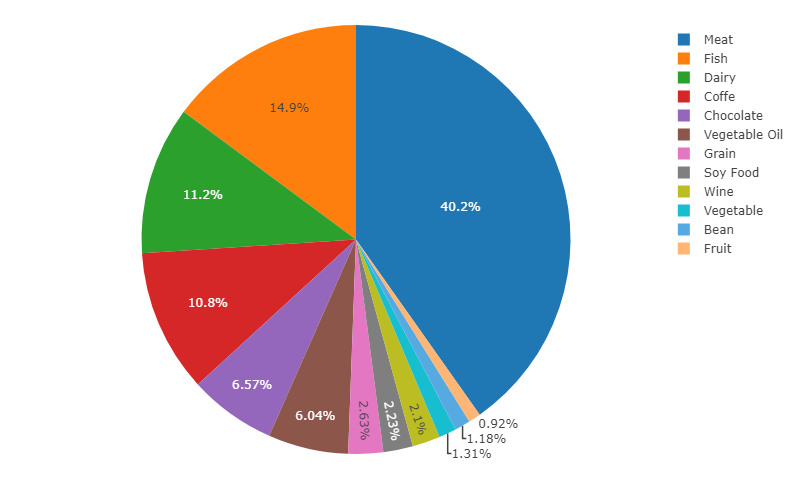 Meat
Fish
Dairy
Coffe
Chocolate
Vegetable Oil
Grain
Soy Food
Wine
Vegetable
Bean
Fruit
14.9%
11.2%
40.2%
10.8%
6.57%
6.04%
2.63%
2.23%
2.1%
0.92%
1.18%
1.31%